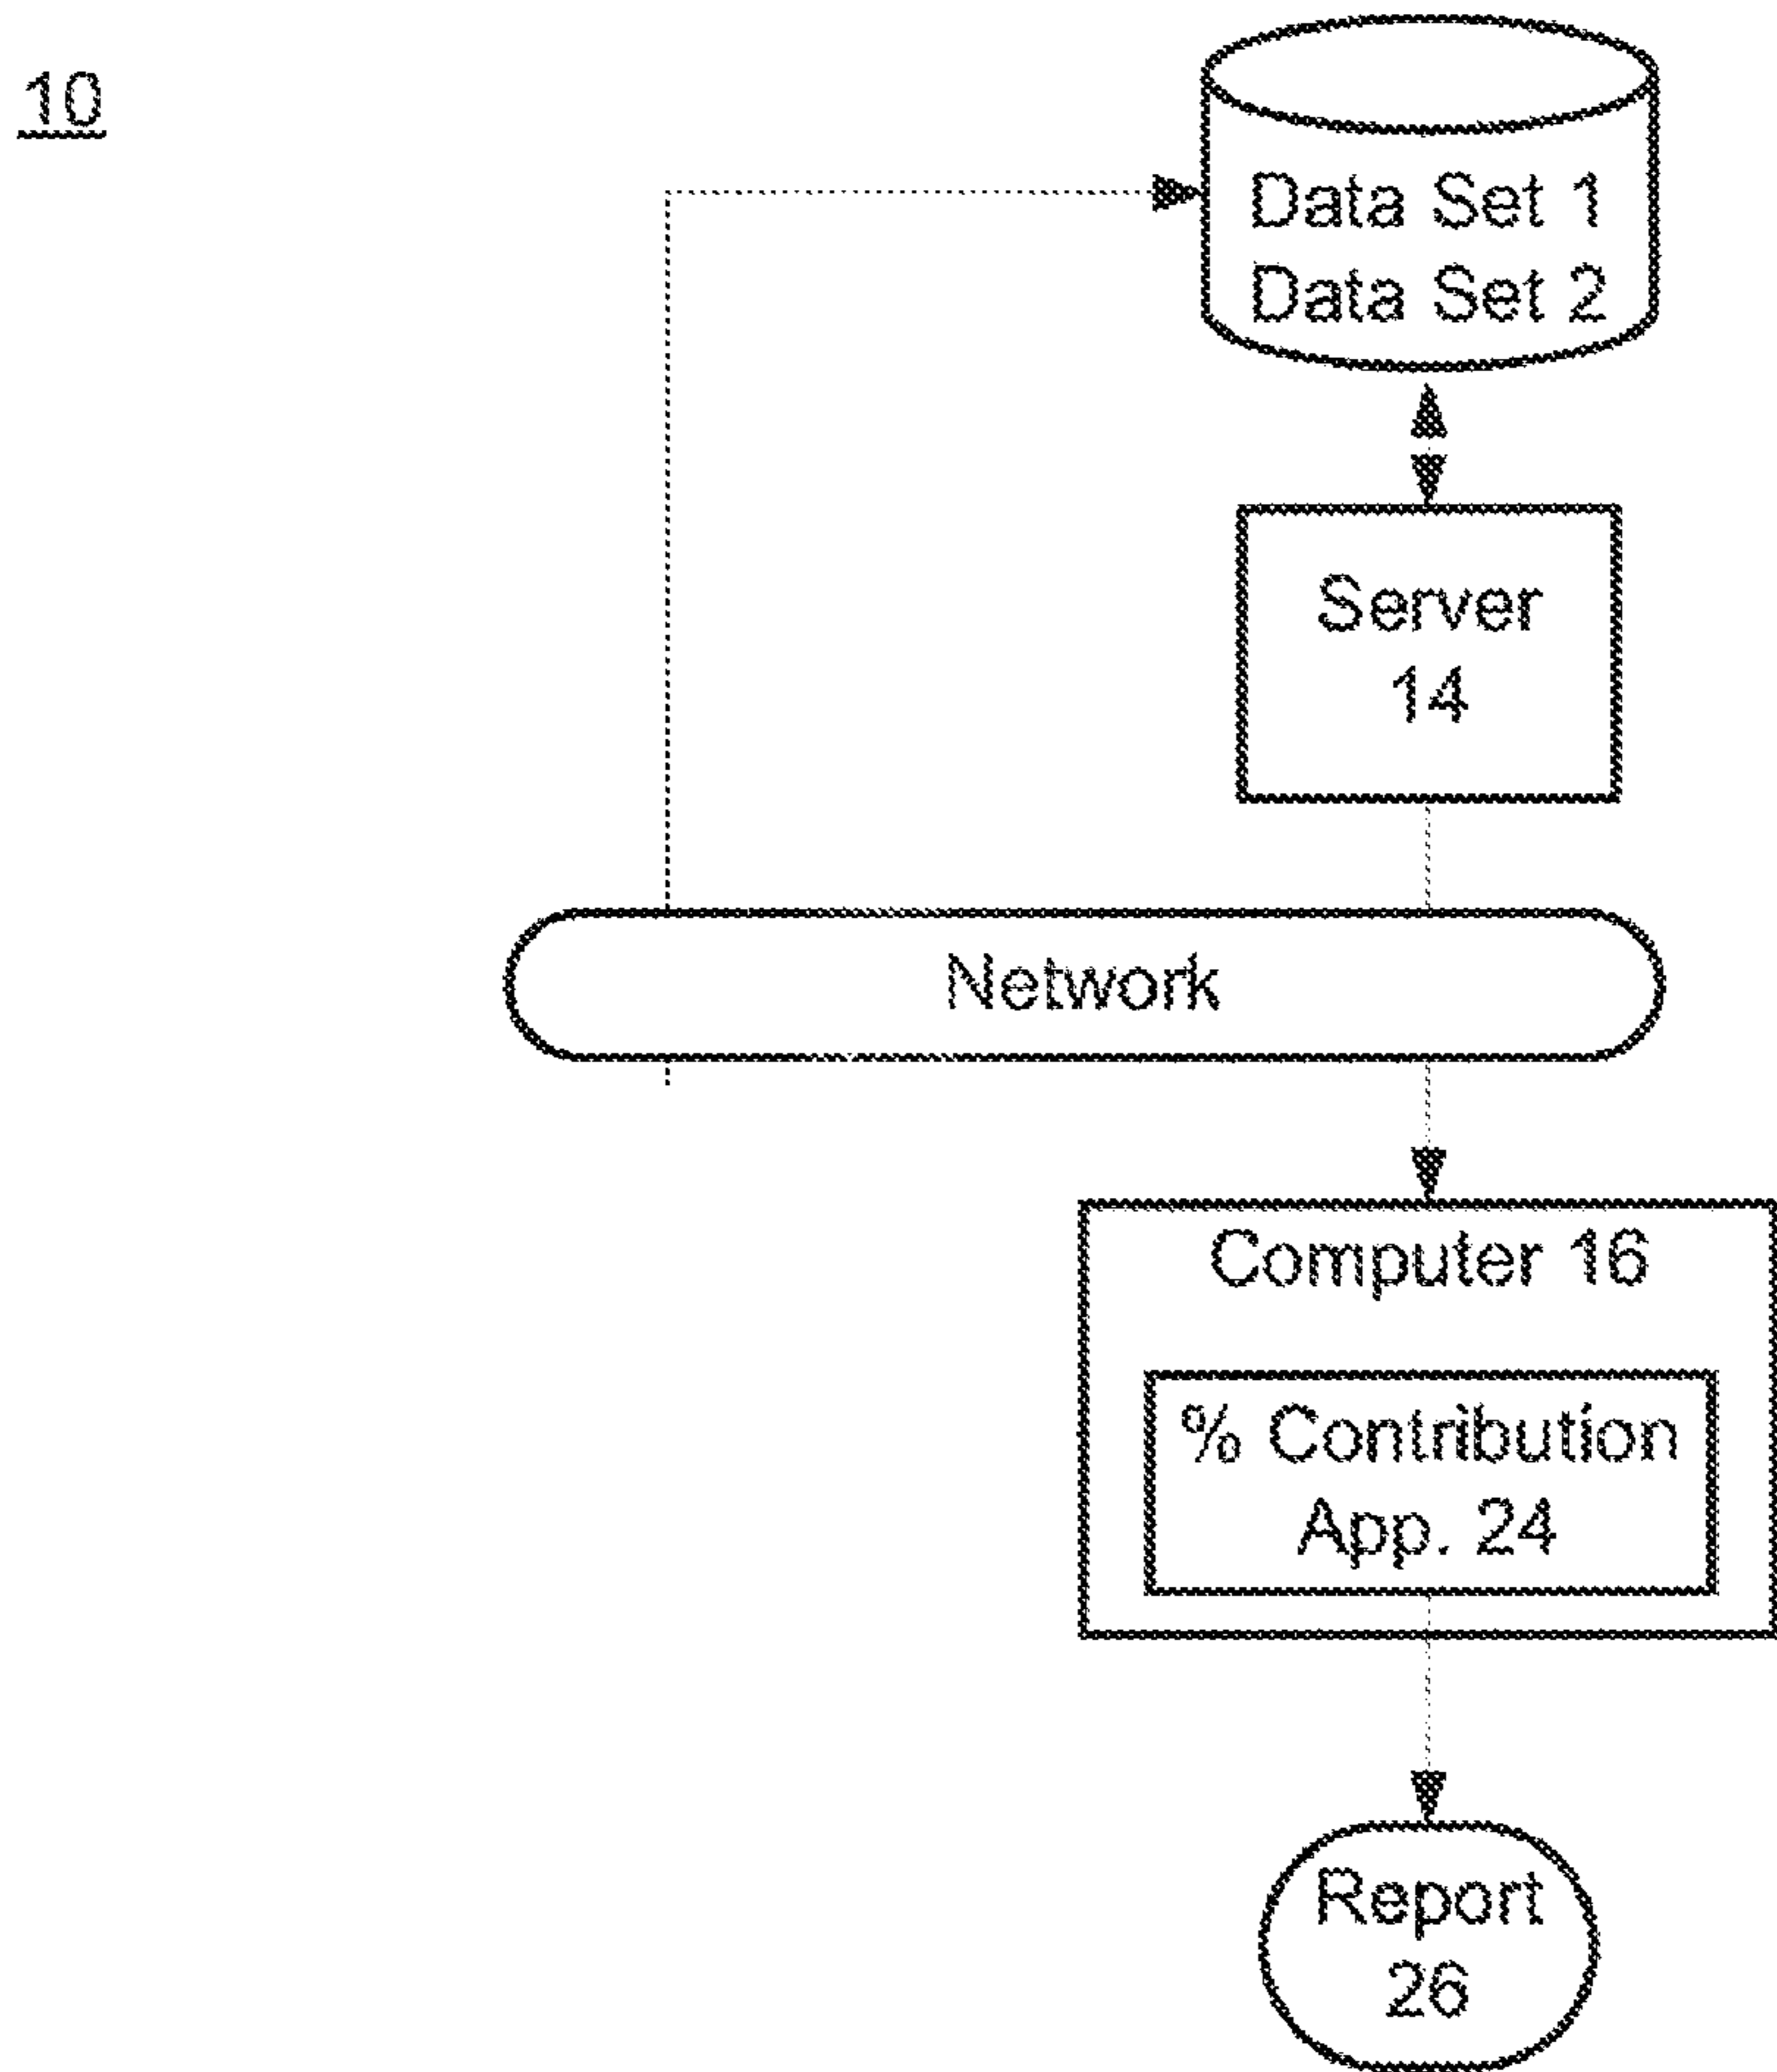 10
Data Set 1
Data Set 2
Server
14
Network
Computer 16
% Contribution
App. 24
Report
26